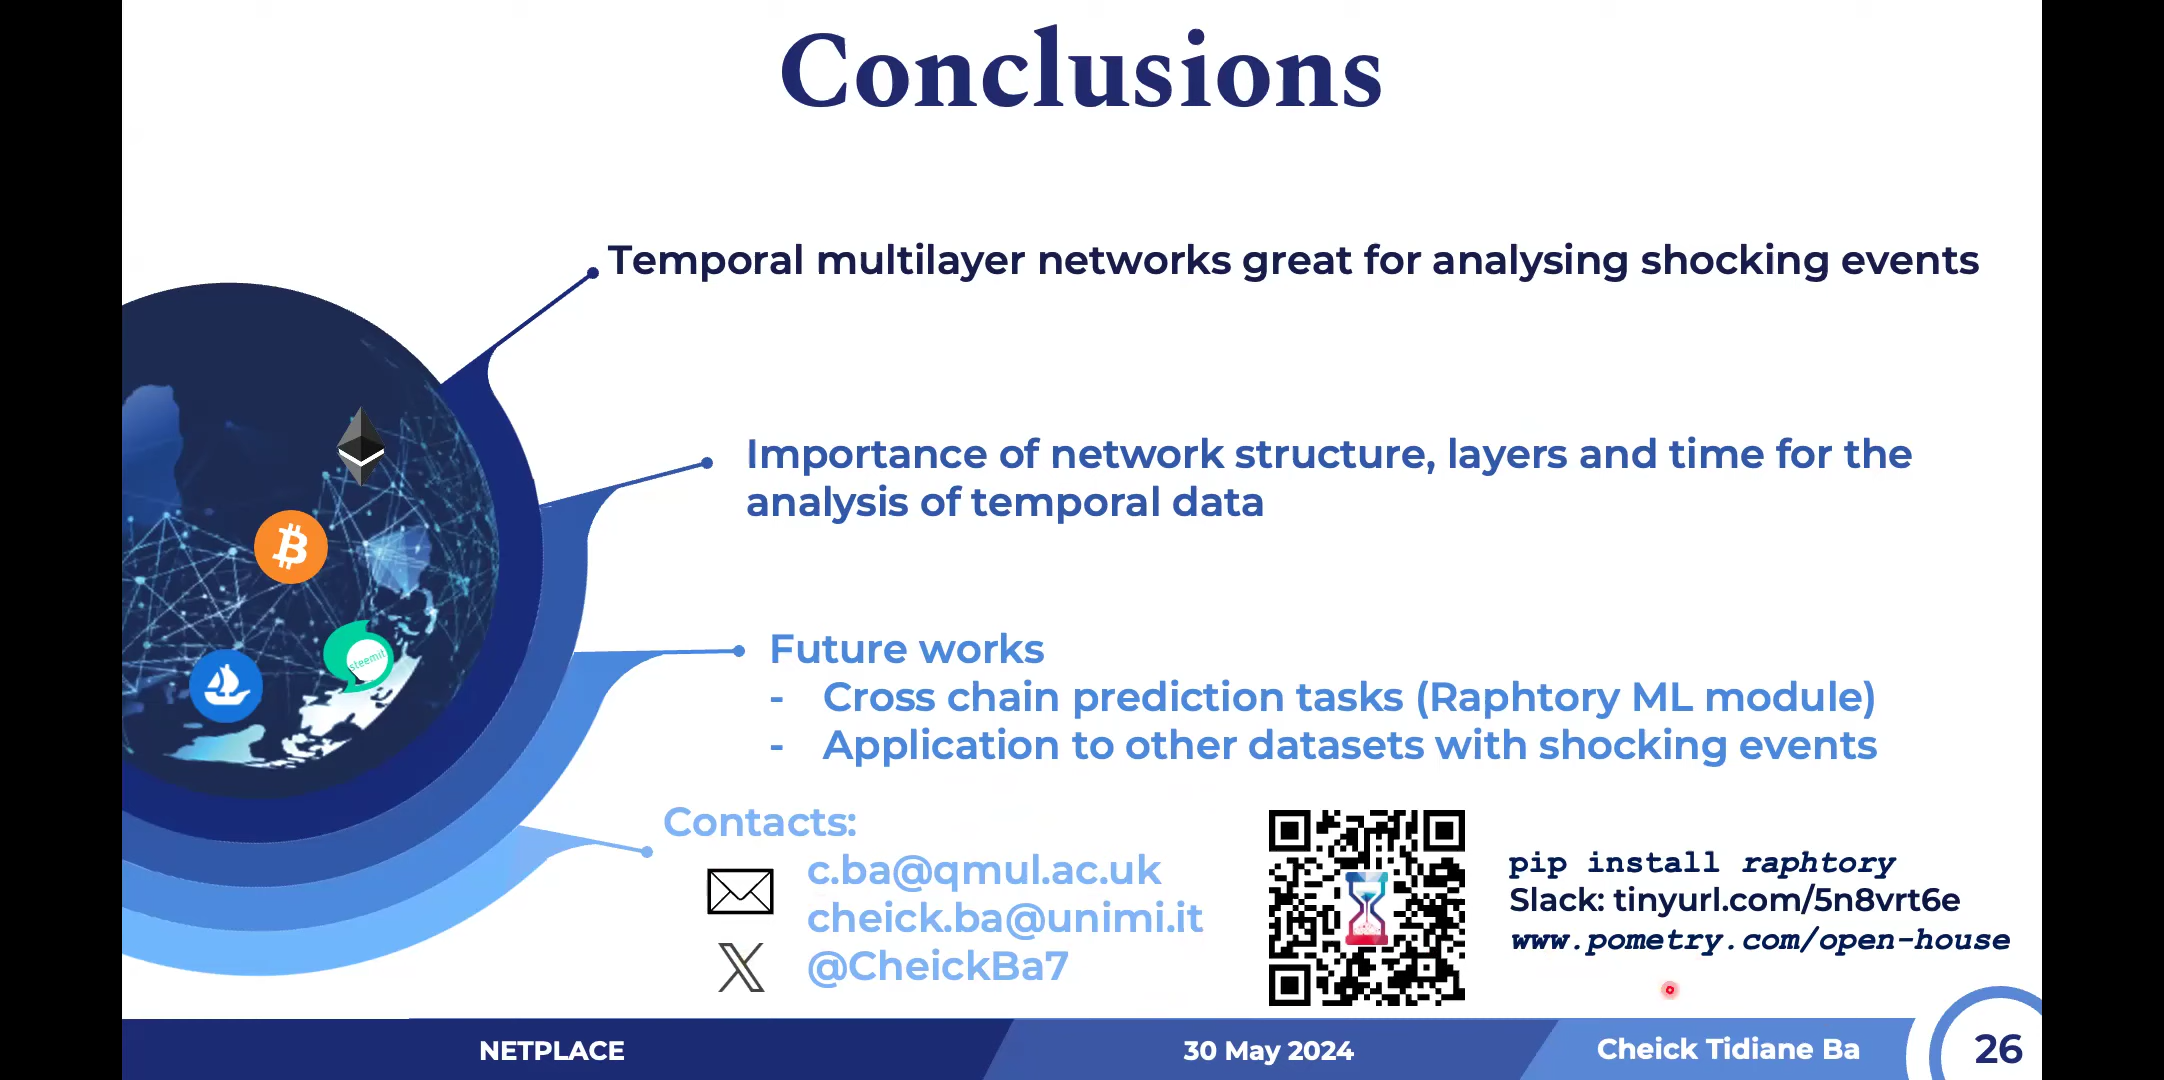 Conclusions
Temporal multilayer networks great for analysing shocking events
Importance of network structure, layers and time for the
analysis of temporal data
steemit
Future works
- Cross chain prediction tasks (Raphtory ML module)
- Application to other datasets with shocking events
Contacts:
c.ba@qmul.ac.uk
cheick.ba@unimi.it
@CheickBa7
pip install raphtory
Slack: tinyurl.com/5n8vrt6e
www.pometry.com/open-house
NETPLACE
30 May 2024
Cheick Tidiane Ba
26